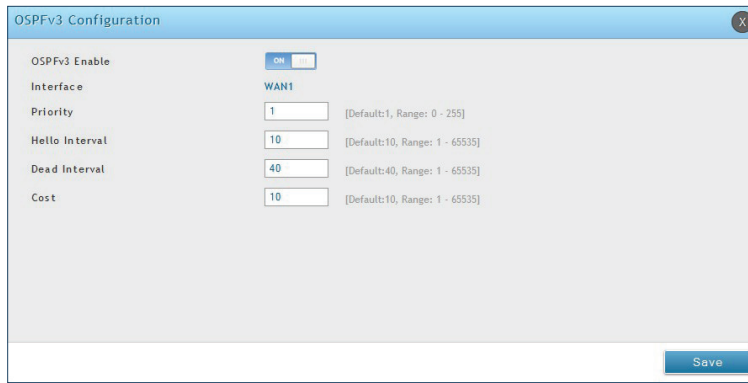 OSPFv3 Configuration
X
OSPFv3 Enable ON
Interface WAN1
Priority 1 [Default:1, Range: 0 - 255]
Hello Interval 10 [Default:10, Range: 1 - 65535]
Dead Interval 40 [Default:40, Range: 1 - 65535]
Cost 10 [Default:10, Range: 1 - 65535]
Save